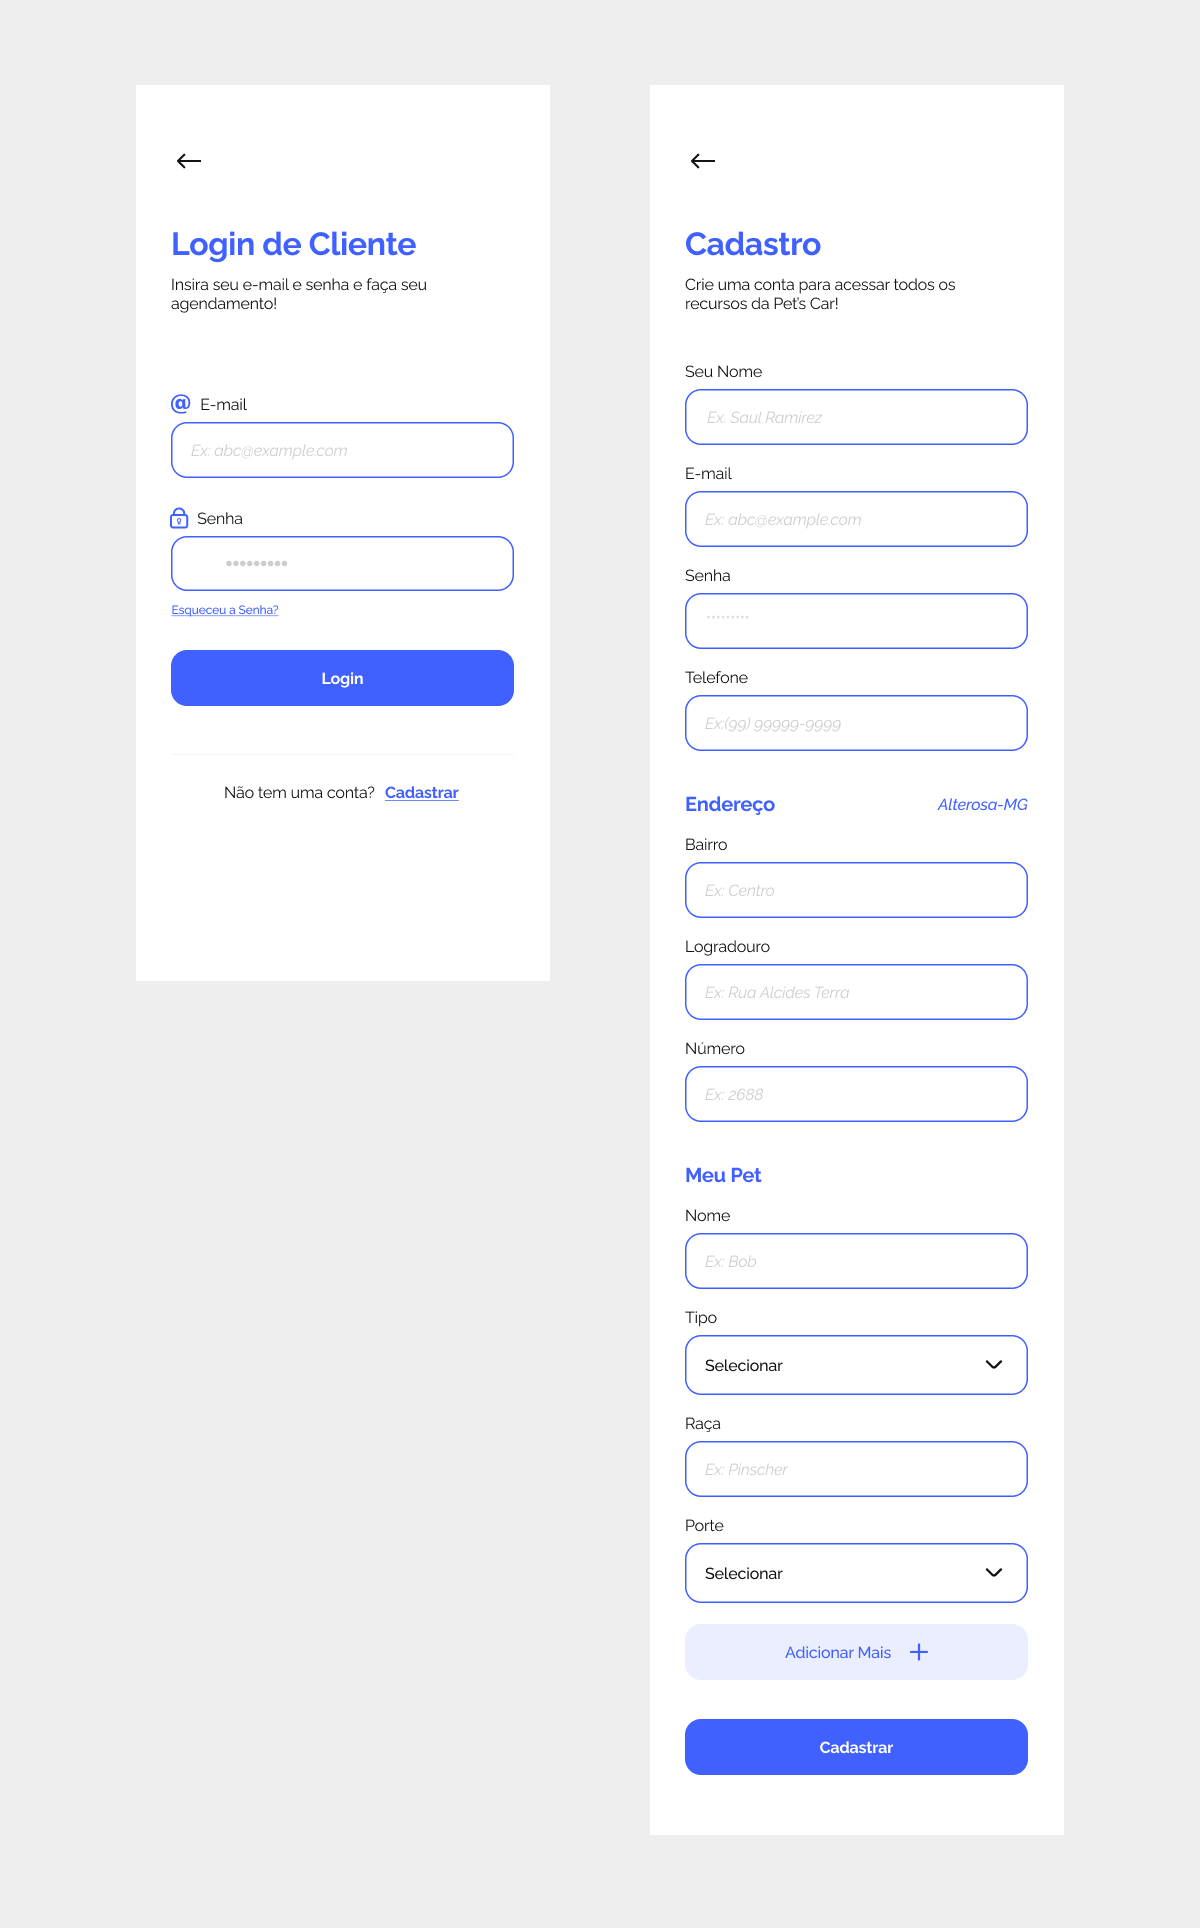 Login de Cliente
Insira seu e-mail e senha e faça seu
agendamento!
@ E-mail
Ex: abc@example.com
Senha
•••••••••
Esqueceu a Senha?
Login
Não tem uma conta? Cadastrar
Cadastro
Crie uma conta para acessar todos os
recursos da Pet's Car!
Seu Nome
Ex. Saul Ramirez
E-mail
Ex: abc@example.com
Senha
*********
Telefone
Ex:(99) 99999-9999
Endereço
Alterosa-MG
Bairro
Ex: Centro
Logradouro
Ex: Rua Alcides Terra
Número
Ex: 2688
Meu Pet
Nome
Ex: Bob
Tipo
Selecionar
Raça
Ex: Pinscher
Porte
Selecionar
Adicionar Mais +
Cadastrar